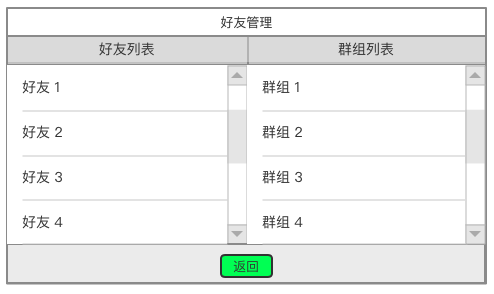 好友管理
好友列表
群组列表
好友 1
群组 1
好友 2
群组 2
好友 3
群组 3
好友 4
群组 4
返回